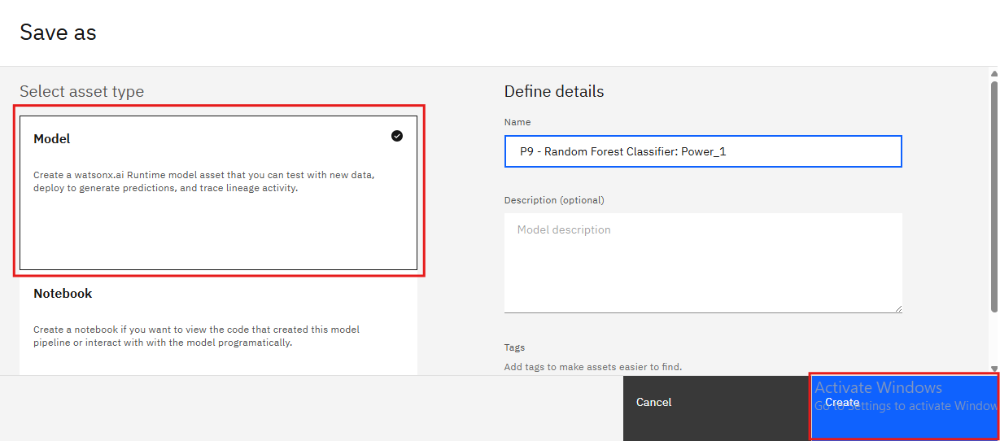 Save as
Select asset type
Model
Create a watsonx.ai Runtime model asset that you can test with new data,
deploy to generate predictions, and trace lineage activity.
Notebook
Create a notebook if you want to view the code that created this model
pipeline or interact with with the model programatically.
Define details
Name
P9 - Random Forest Classifier: Power_1
Description (optional)
Model description
Tags
Add tags to make assets easier to find.
Cancel
Create
Activate Windows
Go to Settings to activate Window